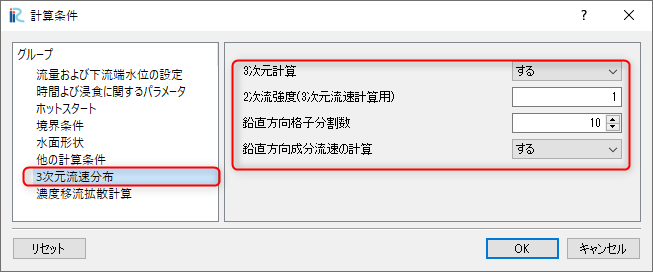 計算条件
グループ
流量および下流端水位の設定
時間及び浸食に関するパラメータ
ホットスタート
境界条件
水面形状
他の計算条件
3次元流速分布
濃度移流拡散計算
3次元計算 する
2次流強度(3次元流速計算用) 1
鉛直方向格子分割数 10
鉛直方向成分流速の計算 する
リセット OK キャンセル